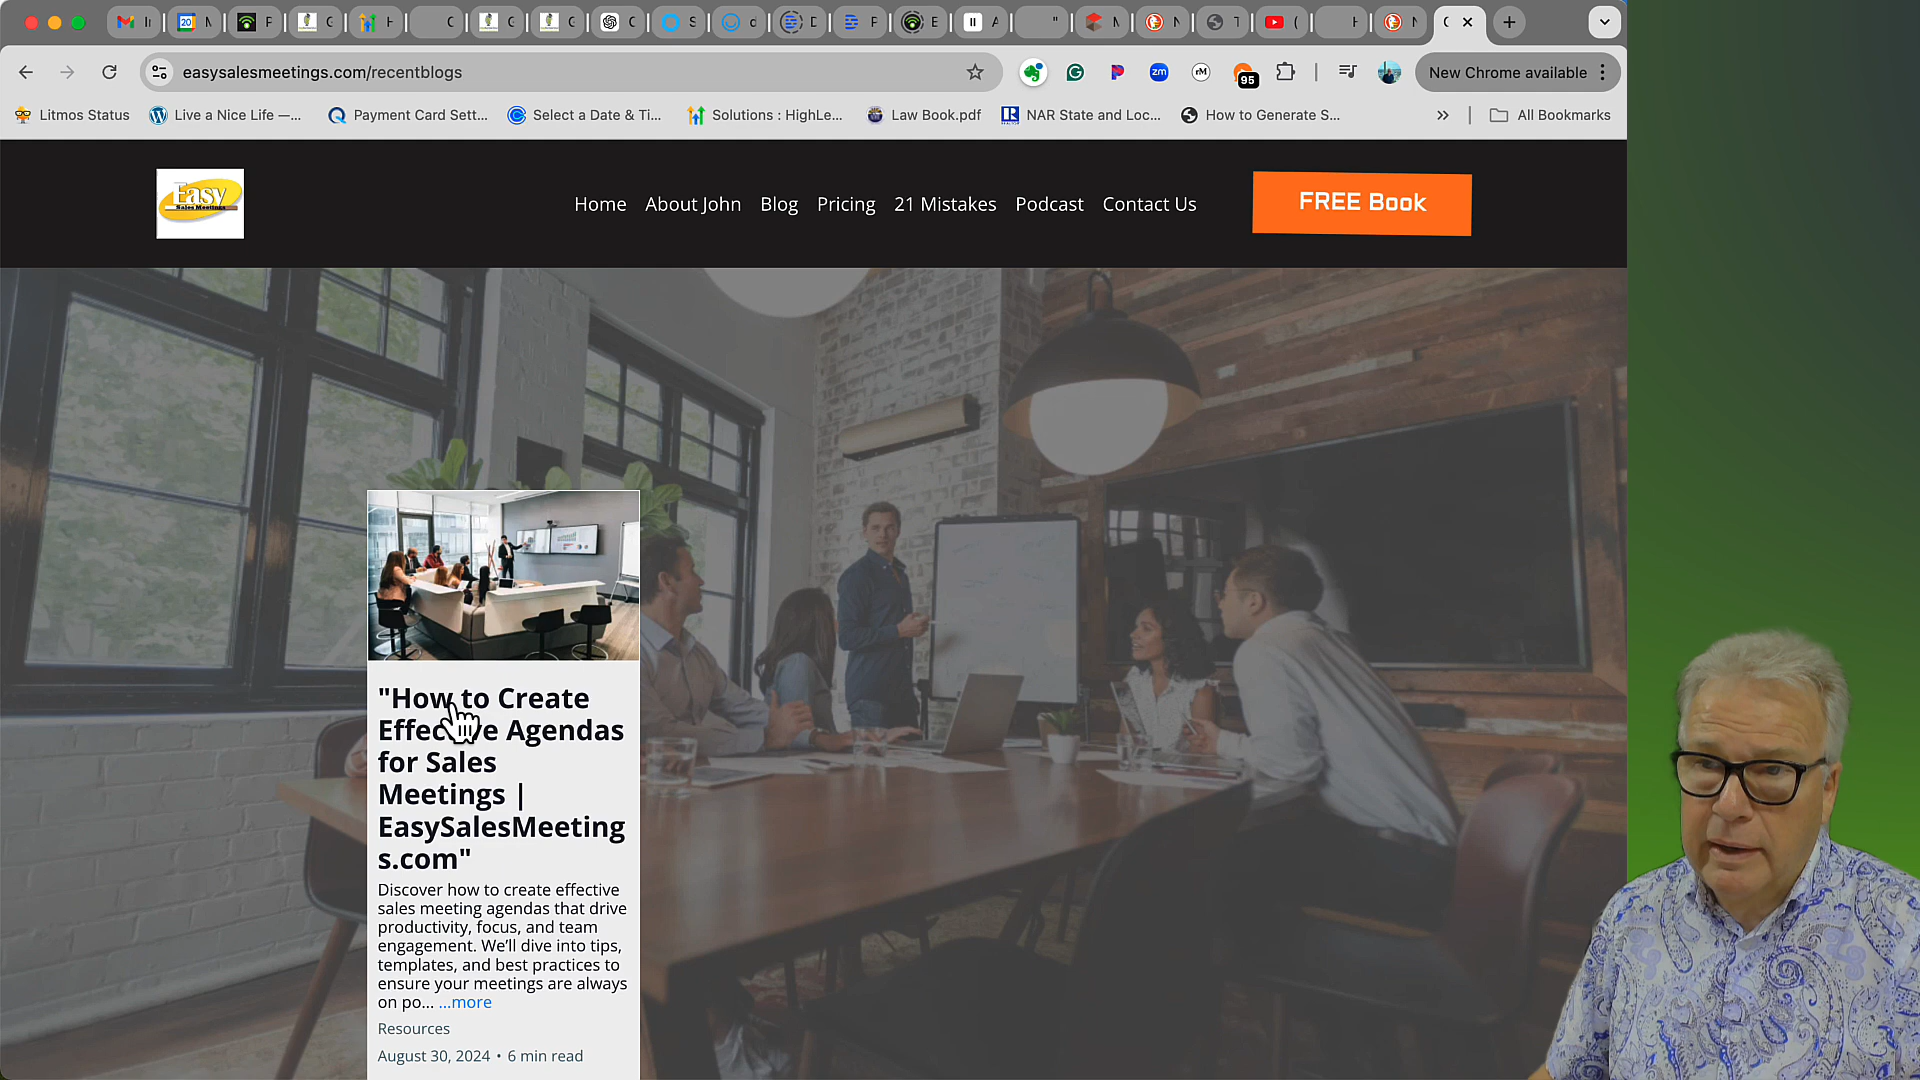 easysalesmeetings.com/recentblogs
95
New Chrome available
Litmos Status
Live a Nice Life —...
Payment Card Sett...
Select a Date & Ti...
Solutions : HighLe...
Law Book.pdf
NAR State and Loc...
How to Generate S...
All Bookmarks
Easy
Sales Meetings
Home
About John
Blog
Pricing
21 Mistakes
Podcast
Contact Us
FREE Book
"How to Create
Effective Agendas
for Sales
Meetings |
EasySalesMeeting
s.com"
Discover how to create effective
sales meeting agendas that drive
productivity, focus, and team
engagement. We'll dive into tips,
templates, and best practices to
ensure your meetings are always
on po... ...more
Resources
August 30, 2024 • 6 min read